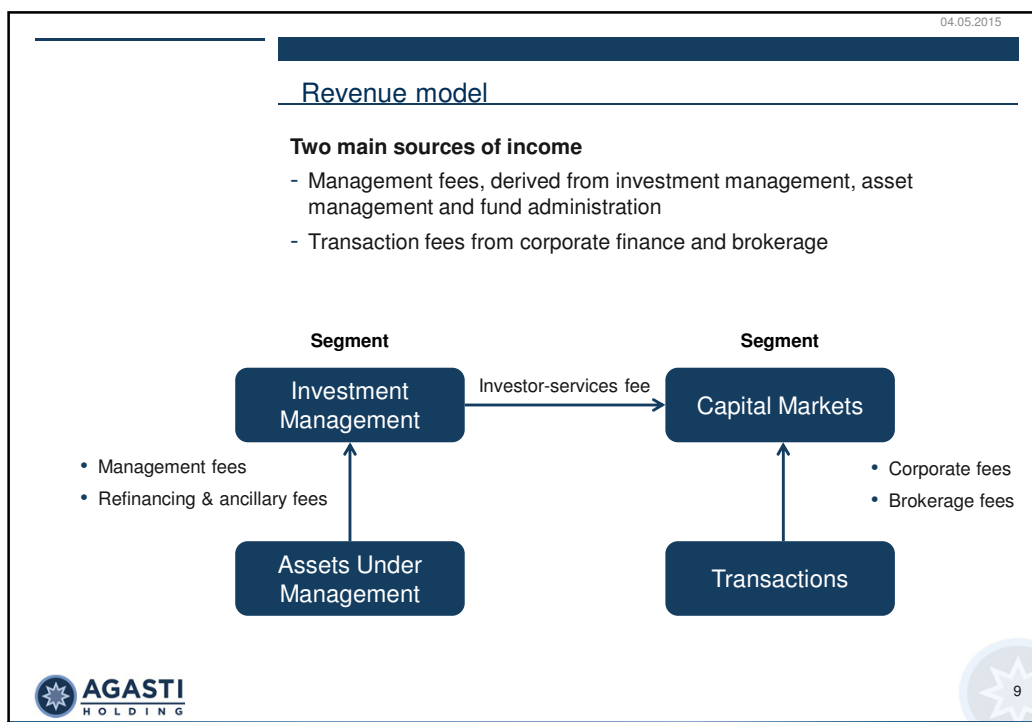 04.05.2015
Revenue model
Two main sources of income
- Management fees, derived from investment management, asset
management and fund administration
- Transaction fees from corporate finance and brokerage
Segment
Segment
Investment
Management
Investor-services fee
Capital Markets
• Management fees
• Refinancing & ancillary fees
• Corporate fees
• Brokerage fees
Assets Under
Management
Transactions
AGASTI
HOLDING
9